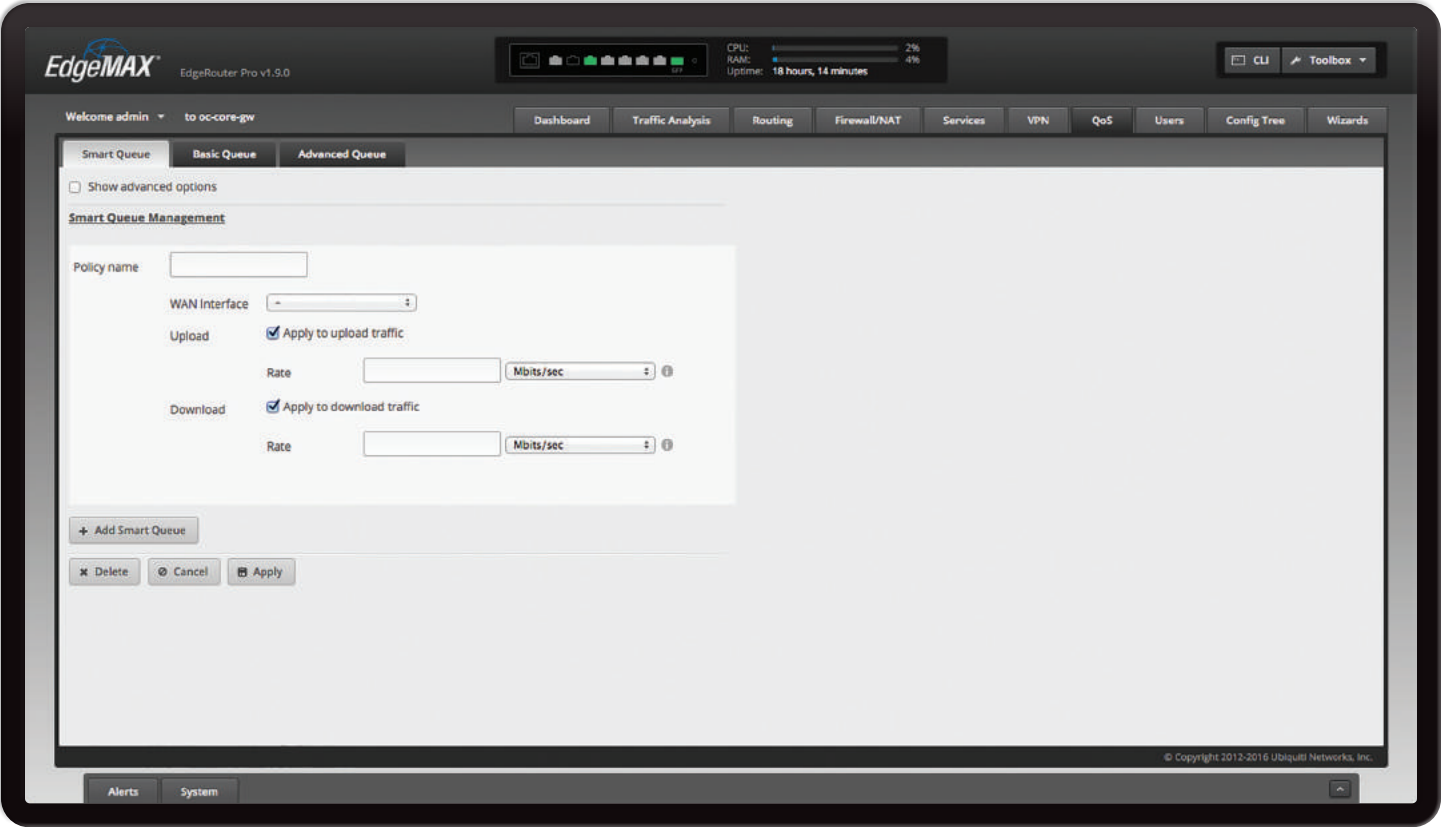 EdgeMAX
EdgeRouter Pro v1.9.0
SFP
CPU: 2%
RAM: 4%
Uptime: 18 hours, 14 minutes
CLI
Toolbox
Welcome admin
to oc-core-gw
Dashboard
Traffic Analysis
Routing
Firewall/NAT
Services
VPN
QoS
Users
Config Tree
Wizards
Smart Queue
Basic Queue
Advanced Queue
Show advanced options
Smart Queue Management
Policy name
WAN Interface
-
Upload
Apply to upload traffic
Rate
Mbits/sec
Download
Apply to download traffic
Rate
Mbits/sec
+ Add Smart Queue
Delete
Cancel
Apply
© Copyright 2012-2016 Ubiquiti Networks, Inc.
Alerts
System